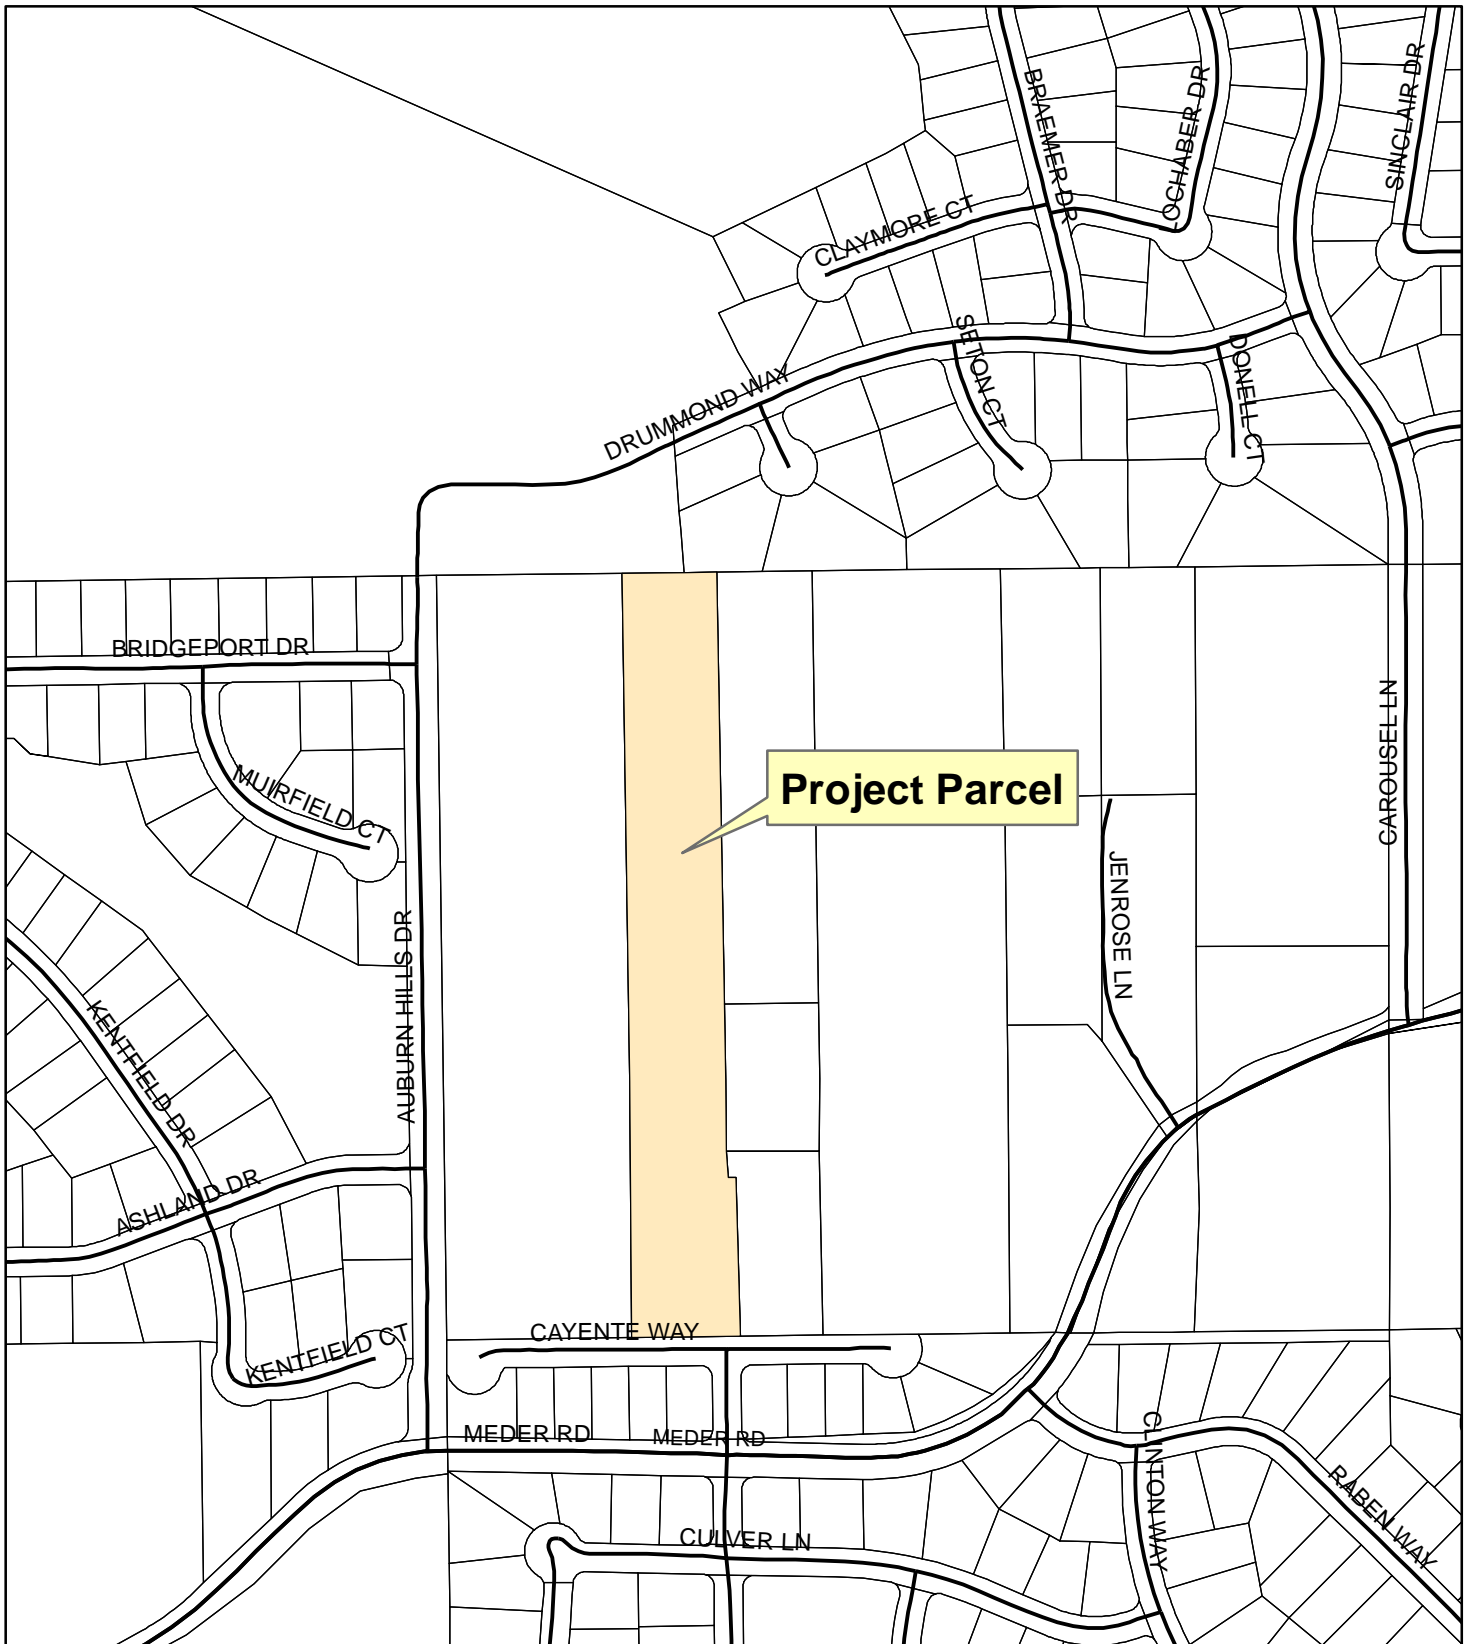 BRAEMER DR
LOCHABER DR
SINCLAIR DR
CLAYMORE CT
SETON CT
DONELL CT
DRUMMOND WAY
BRIDGEPORT DR
MUIRFIELD CT
Project Parcel
CAROUSEL LN
JENROSE LN
AUBURN HILLS DR
KENTFIELD DR
ASHLAND DR
CAYENTE WAY
KENTFIELD CT
MEDER RD
MEDER RD
CLINTON WAY
RABEN WAY
CULVER LN